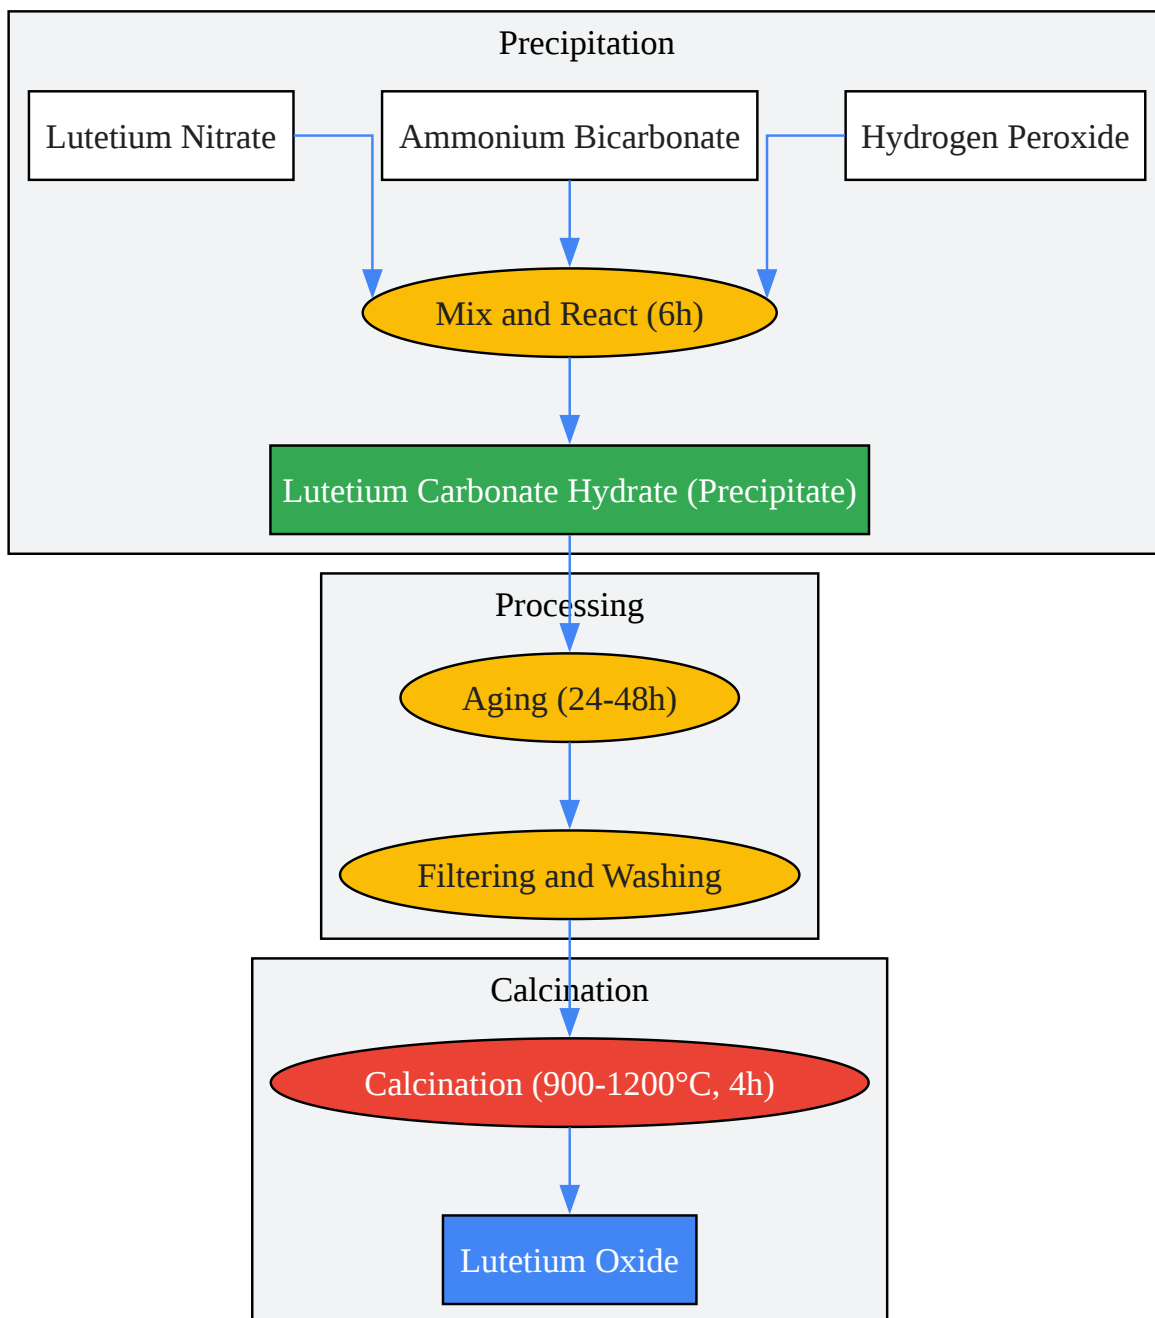 Precipitation
Lutetium Nitrate
Ammonium Bicarbonate
Hydrogen Peroxide
Mix and React (6h)
Lutetium Carbonate Hydrate (Precipitate)
Processing
Aging (24-48h)
Filtering and Washing
Calcination
Calcination (900-1200°C, 4h)
Lutetium Oxide